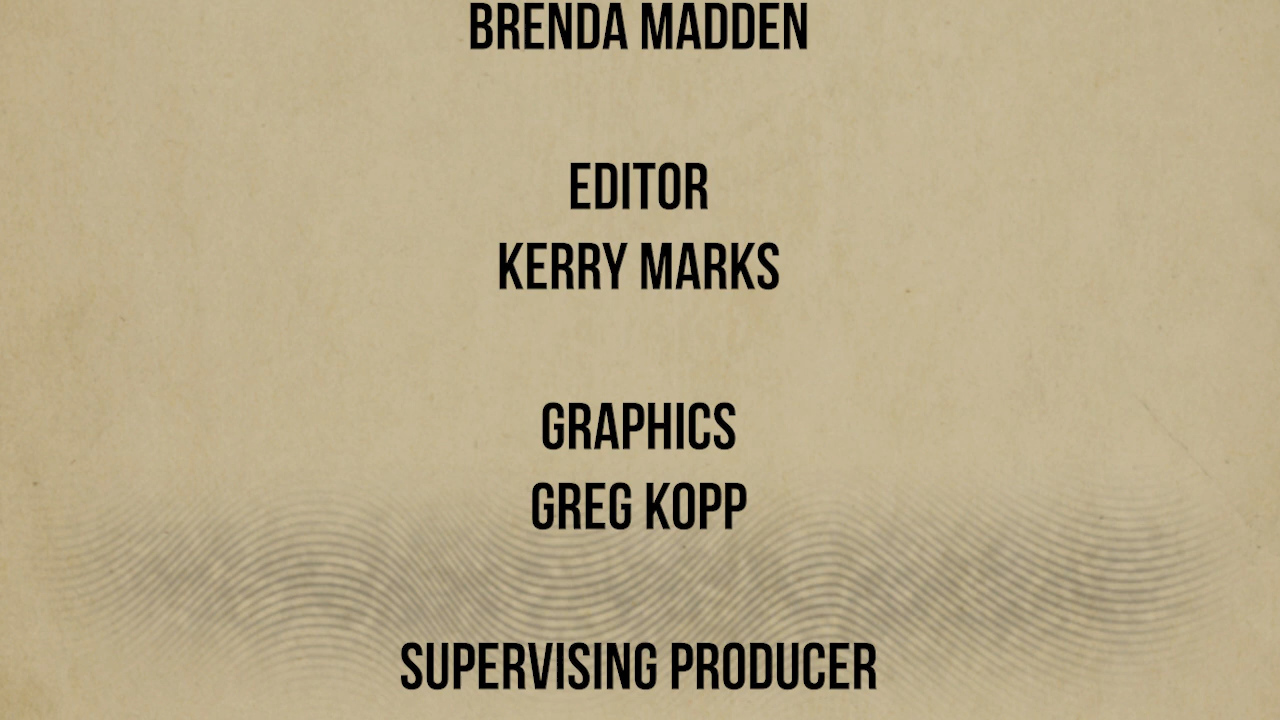 BRENDA MADDEN
EDITOR
KERRY MARKS
GRAPHICS
GREG KOPP
SUPERVISING PRODUCER